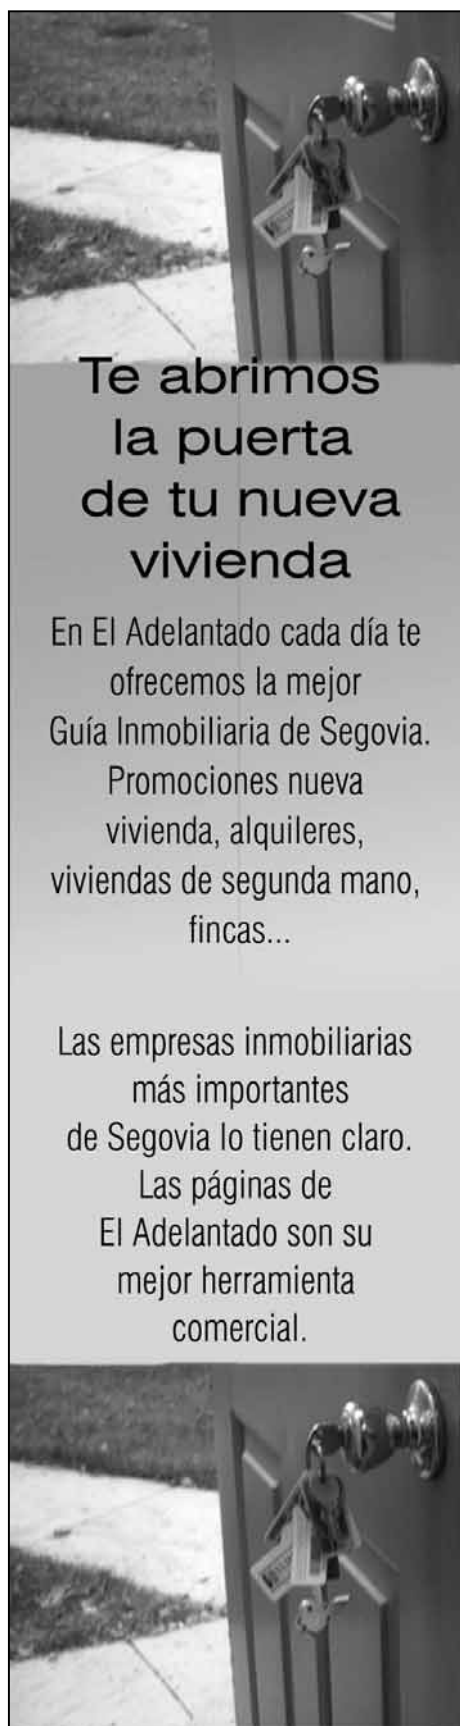 Te abrimos
la puerta
de tu nueva
vivienda
En El Adelantado cada día te
ofrecemos la mejor
Guía Inmobiliaria de Segovia.
Promociones nueva
vivienda, alquileres,
viviendas de segunda mano,
fincas...
Las empresas inmobiliarias
más importantes
de Segovia lo tienen claro.
Las páginas de
El Adelantado son su
mejor herramienta
comercial.